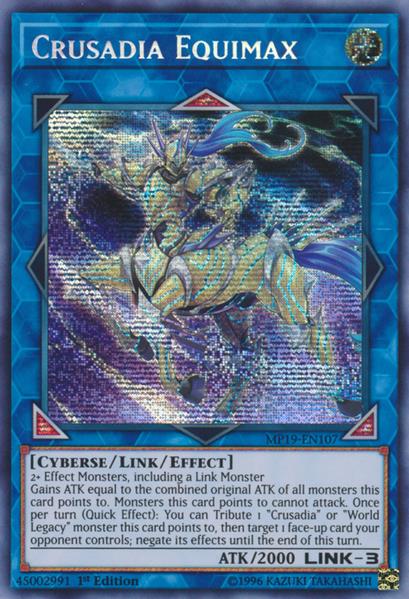 CRUSADIA EQUIMAX
MP19-EN107
[CYBERSE/LINK/EFFECT]
2+ Effect Monsters, including a Link Monster
Gains ATK equal to the combined original ATK of all monsters this
card points to. Monsters this card points to cannot attack. Once
per turn (Quick Effect): You can Tribute 1 "Crusadia" or "World
Legacy" monster this card points to, then target 1 face-up card your
opponent controls; negate its effects until the end of this turn.
ATK/2000 LINK-3
45002991 1st Edition ©1996 KAZUKI TAKAHASHI